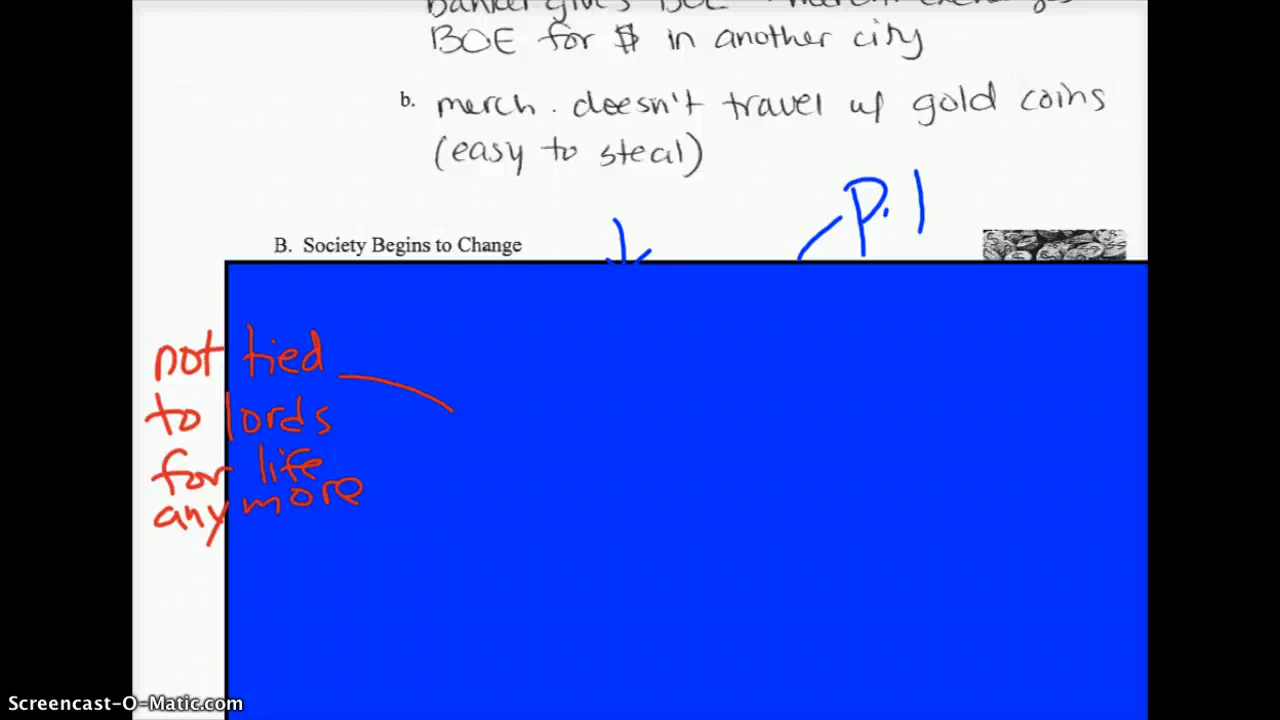 BOE for $ in another city
b. merch. doesn't travel w/ gold coins
(easy to steal)
p. 1
B. Society Begins to Change
not tied
to lords
for life
anymore
Screencast-O-Matic.com